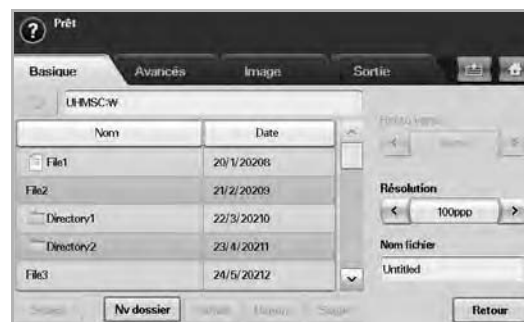 Prêt
Basique Avancés Image Sortie
UHMSC:W
Nom Date
File1 20/1/20208
File2 21/2/20209
Directory1 22/3/20210
Directory2 23/4/20211
File3 24/5/20212
Résolution
100ppp
Nom fichier
Untitled
Nv dossier
Retour